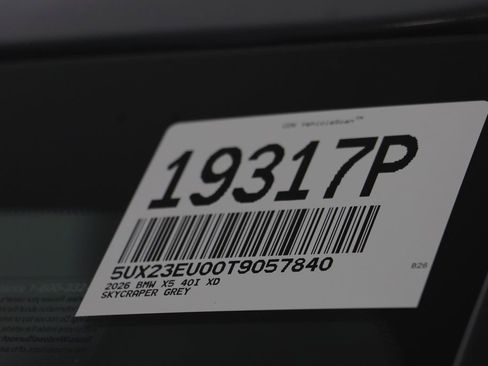 CDK VehicleScan™
19317P
5UX23EU00T9057840
2026 BMW X5 40I XD
SKYCRAPER GREY
B26